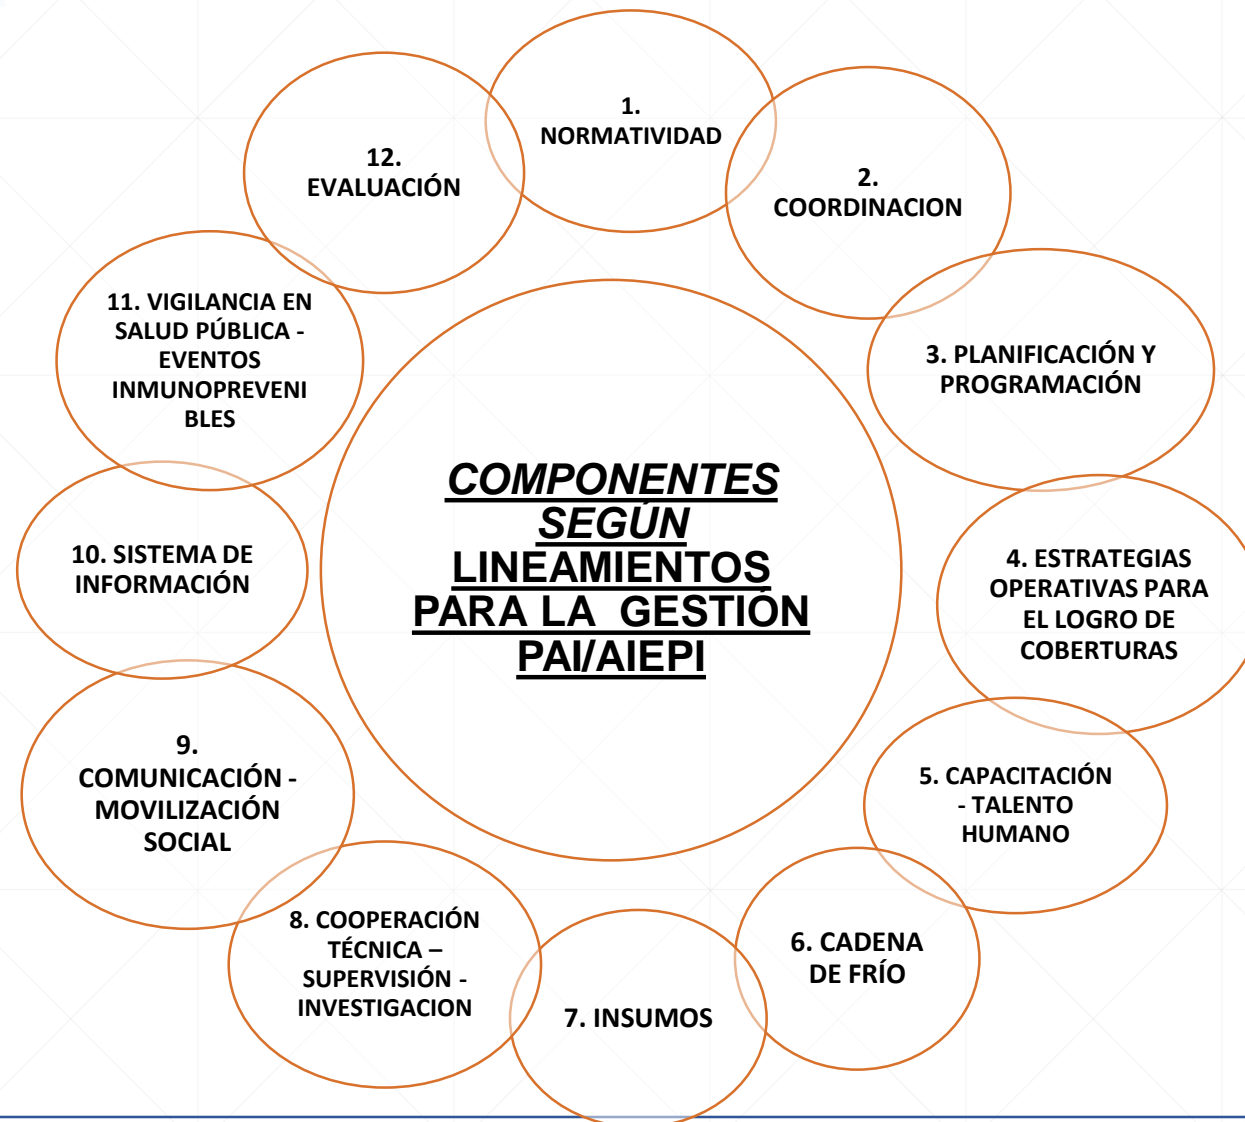 1.
NORMATIVIDAD
2.
COORDINACION
3. PLANIFICACIÓN Y
PROGRAMACIÓN
4. ESTRATEGIAS
OPERATIVAS PARA
EL LOGRO DE
COBERTURAS
5. CAPACITACIÓN
- TALENTO
HUMANO
6. CADENA
DE FRÍO
7. INSUMOS
8. COOPERACIÓN
TÉCNICA –
SUPERVISIÓN -
INVESTIGACION
9.
COMUNICACIÓN -
MOVILIZACIÓN
SOCIAL
10. SISTEMA DE
INFORMACIÓN
11. VIGILANCIA EN
SALUD PÚBLICA -
EVENTOS
INMUNOPREVENI
BLES
12.
EVALUACIÓN
COMPONENTES
SEGÚN
LINEAMIENTOS
PARA LA  GESTIÓN
PAI/AIEPI